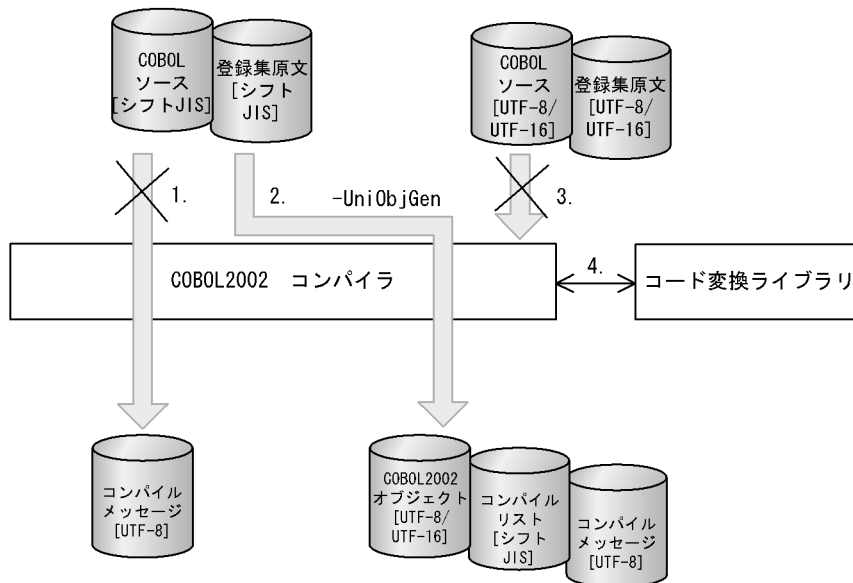 COBOL
ソース
[シフトJIS]
登録集原文
[シフト
JIS]
COBOL
ソース
[UTF-8/
UTF-16]
登録集原文
[UTF-8/
UTF-16]
1.
2.
-UniObjGen
3.
COBOL2002 コンパイラ
4.
コード変換ライブラリ
コンパイル
メッセージ
[UTF-8]
COBOL2002
オブジェクト
[UTF-8/
UTF-16]
コンパイル
リスト
[シフト
JIS]
コンパイル
メッセージ
[UTF-8]